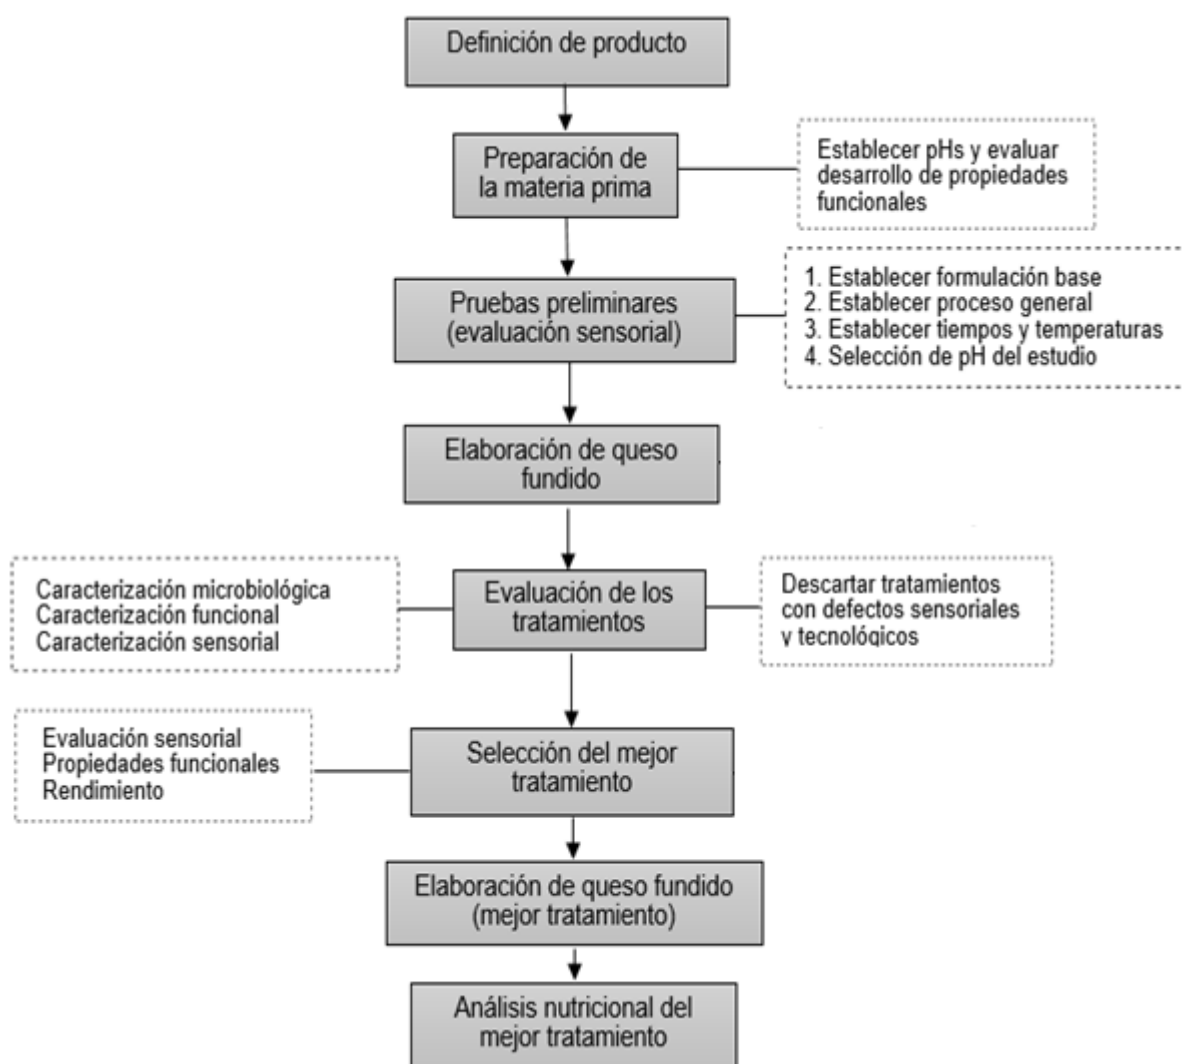 Definición de producto
Preparación de
la materia prima
Establecer pHs y evaluar
desarrollo de propiedades
funcionales
Pruebas preliminares
(evaluación sensorial)
1. Establecer formulación base
2. Establecer proceso general
3. Establecer tiempos y temperaturas
4. Selección de pH del estudio
Elaboración de queso
fundido
Caracterización microbiológica
Caracterización funcional
Caracterización sensorial
Evaluación de los
tratamientos
Descartar tratamientos
con defectos sensoriales
y tecnológicos
Evaluación sensorial
Propiedades funcionales
Rendimiento
Selección del mejor
tratamiento
Elaboración de queso fundido
(mejor tratamiento)
Análisis nutricional del
mejor tratamiento